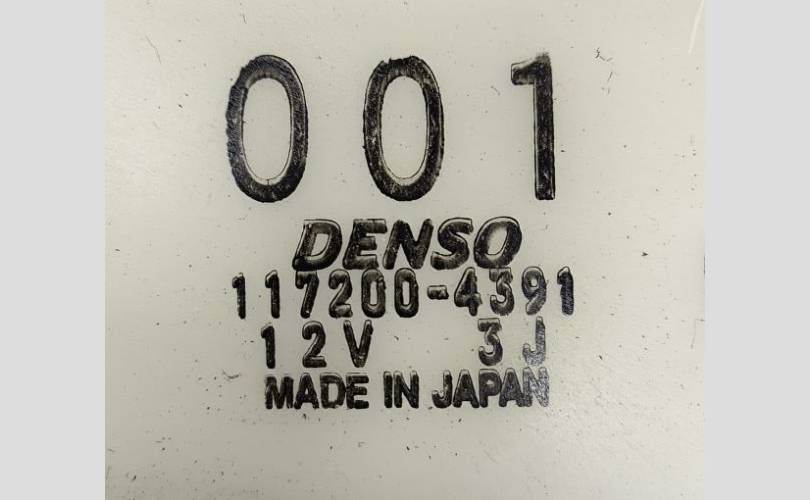 001
DENSO
117200-4391
12V 3J
MADE IN JAPAN